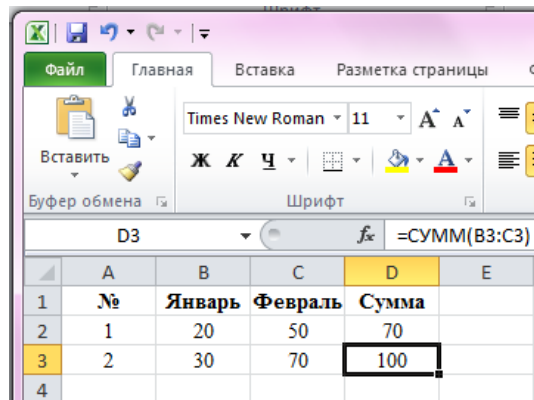 Файл Главная Вставка Разметка страницы
Times New Roman 11 А А
Вставить Ж К Ч А
Буфер обмена Шрифт
D3 fx =СУММ(B3:C3)
A B C D E
1 № Январь Февраль Сумма
2 1 20 50 70
3 2 30 70 100
4